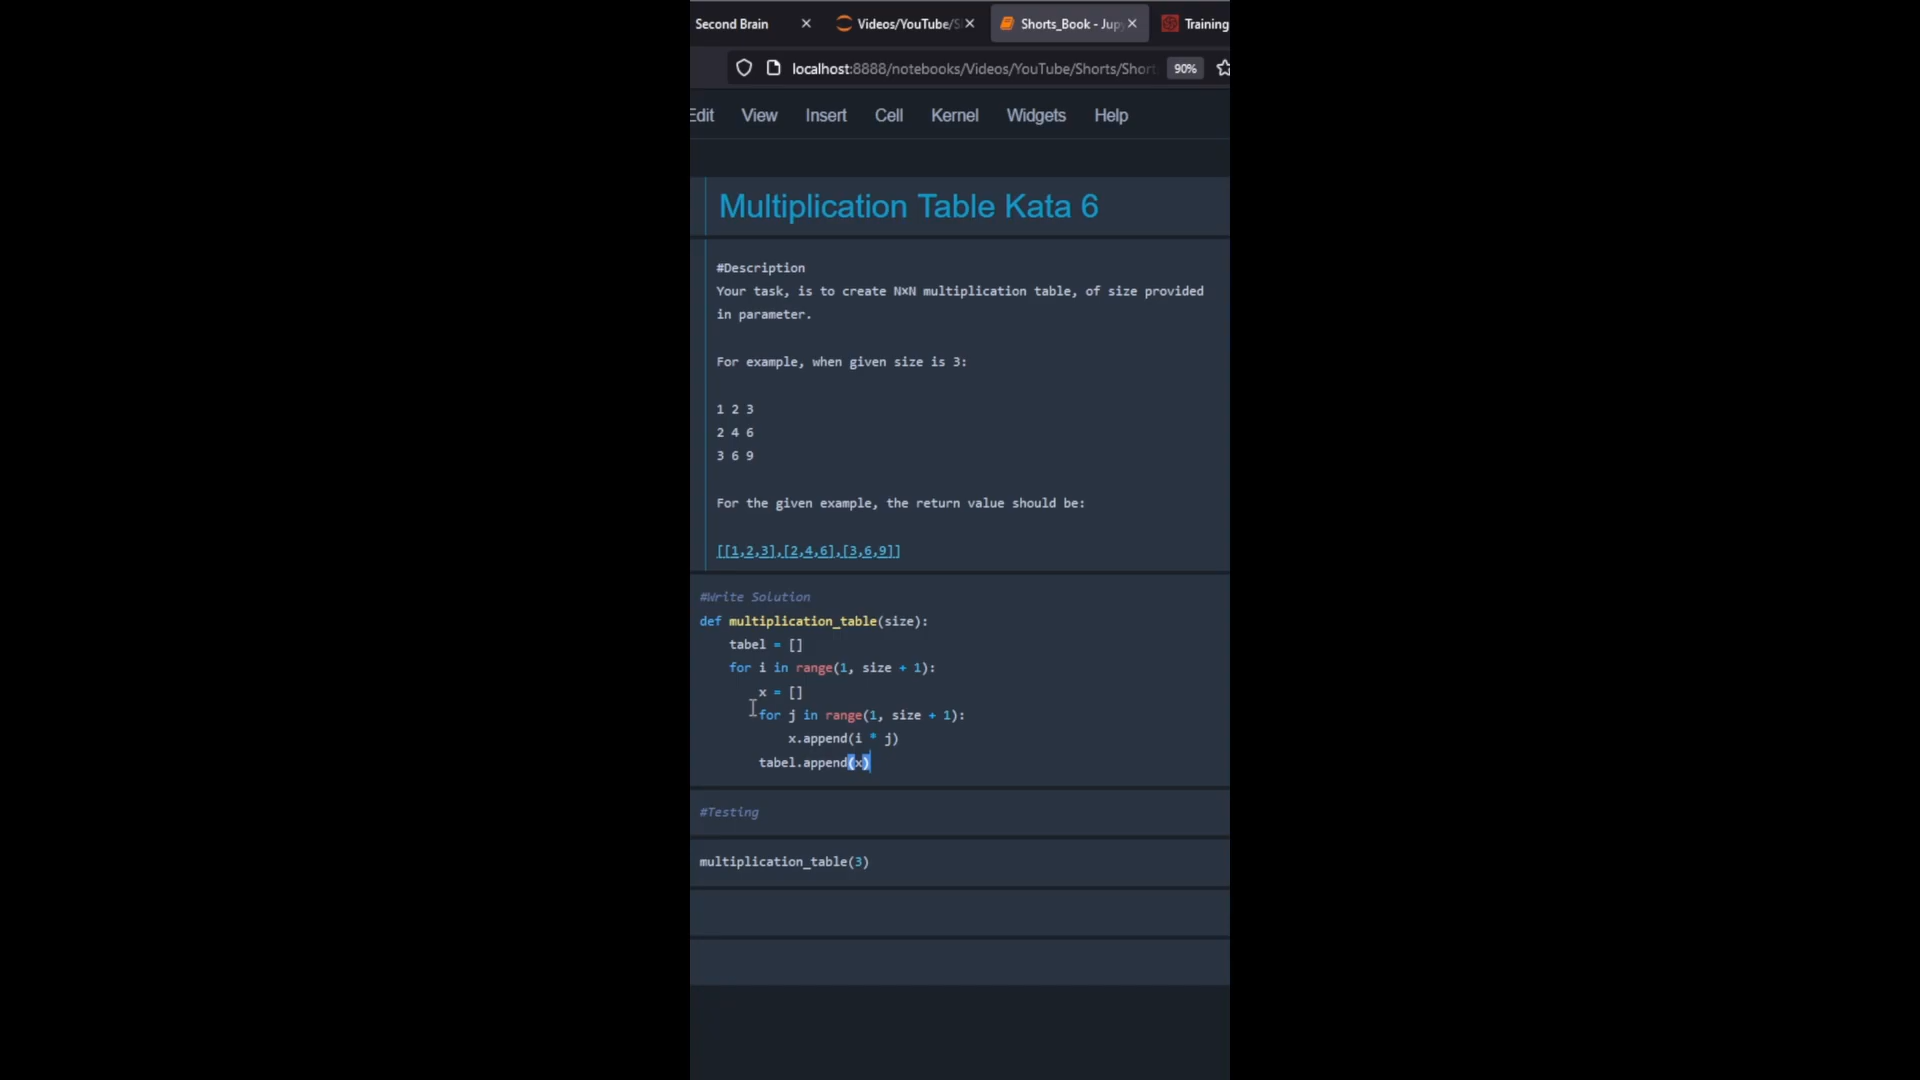 Second Brain
Videos/YouTube/S
Shorts_Book - Jupy
Training
localhost:8888/notebooks/Videos/YouTube/Shorts/Short
90%
Edit View Insert Cell Kernel Widgets Help
Multiplication Table Kata 6
#Description
Your task, is to create N×N multiplication table, of size provided
in parameter.
For example, when given size is 3:
1 2 3
2 4 6
3 6 9
For the given example, the return value should be:
[[1,2,3],[2,4,6],[3,6,9]]
#Write Solution
def multiplication_table(size):
    tabel = []
    for i in range(1, size + 1):
        x = []
        for j in range(1, size + 1):
            x.append(i * j)
        tabel.append(x)
#Testing
multiplication_table(3)